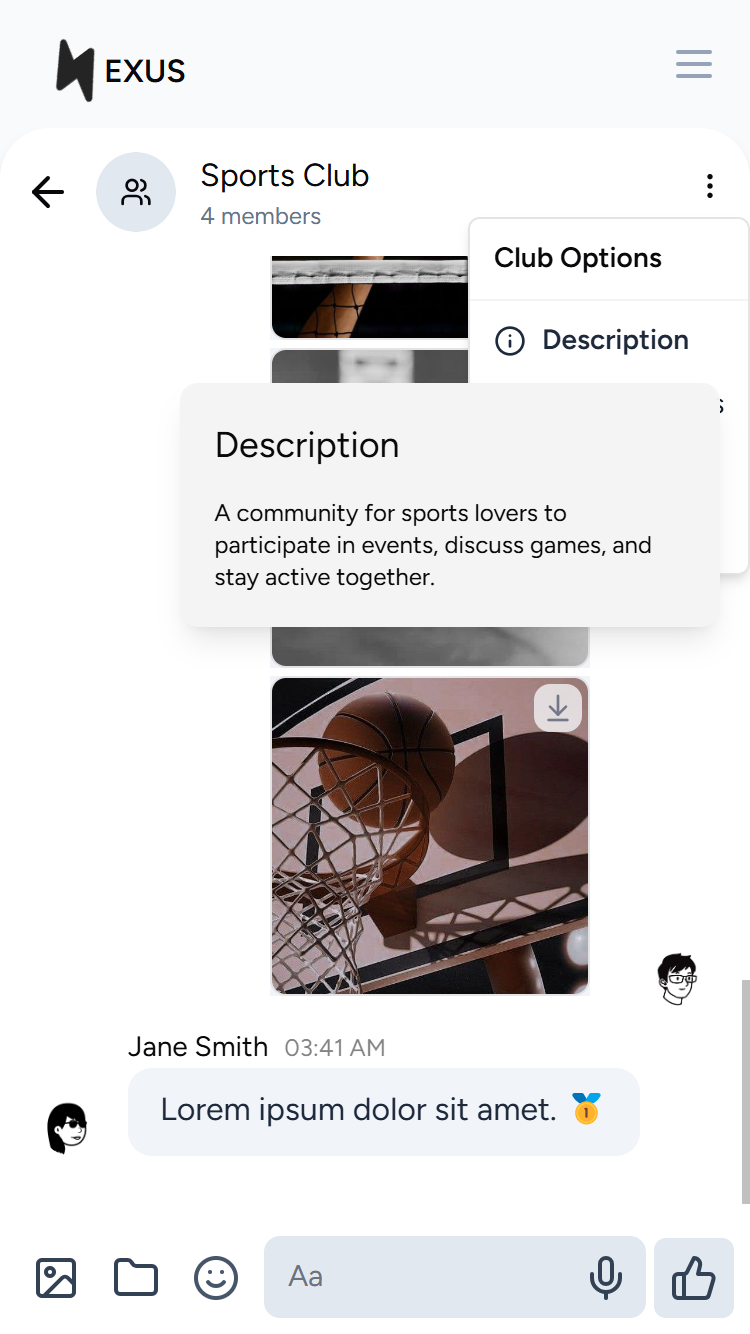 EXUS
Sports Club
4 members
Club Options
Description
s
Description
A community for sports lovers to
participate in events, discuss games, and
stay active together.
Jane Smith 03:41 AM
Lorem ipsum dolor sit amet. 🥇
Aa